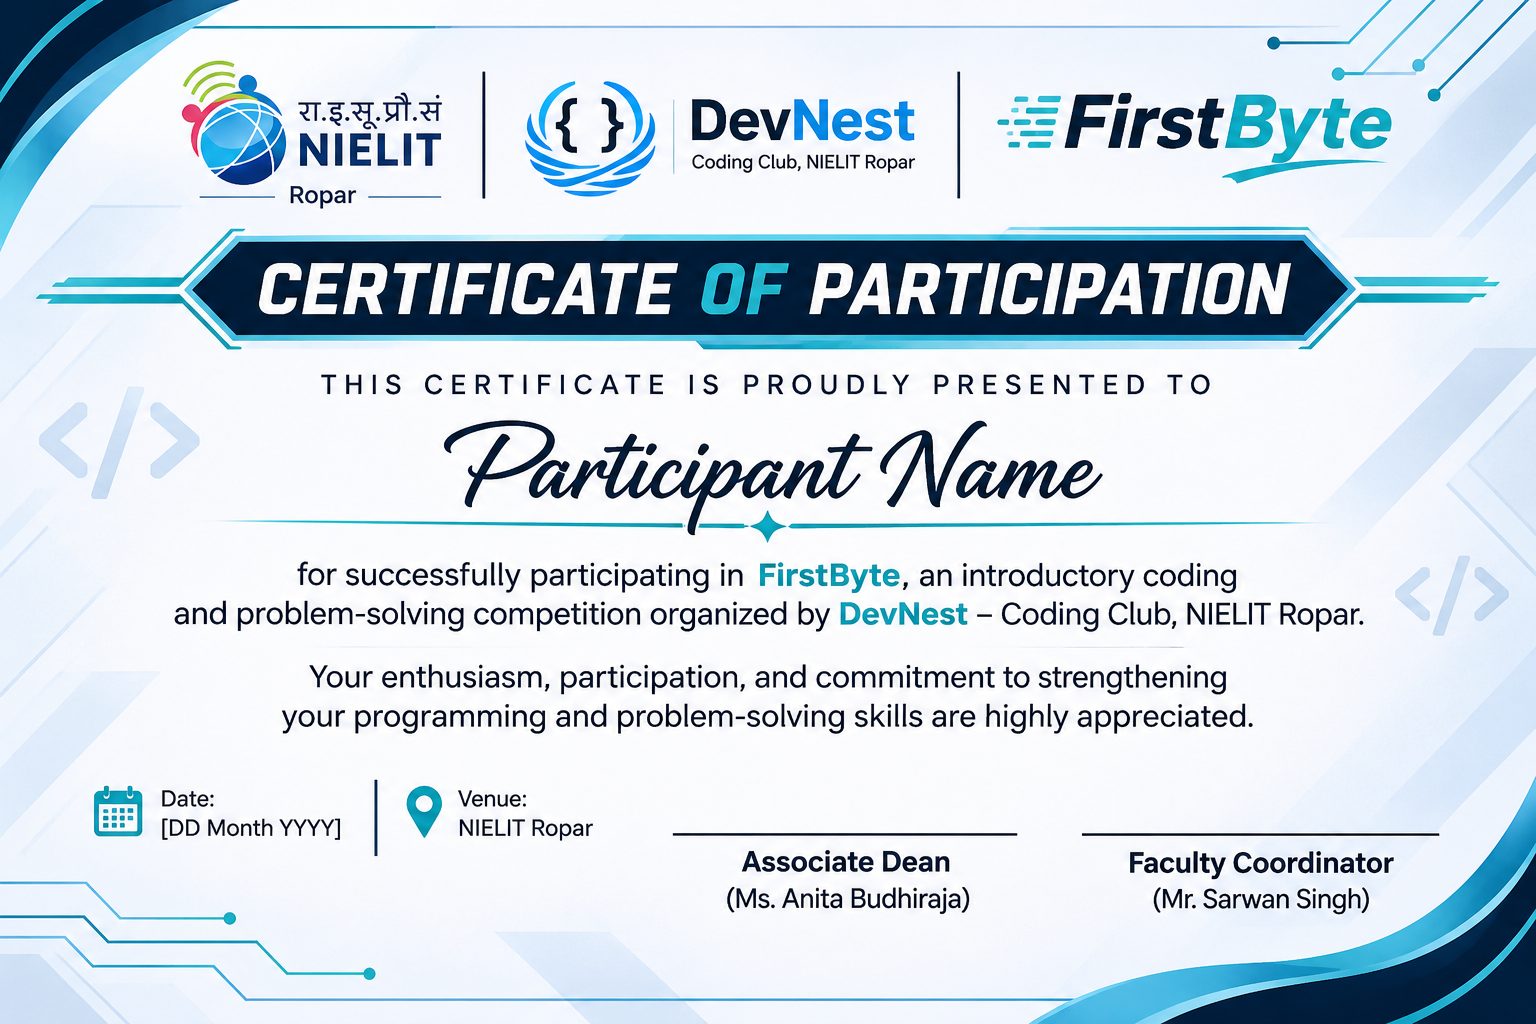 रा.इ.सू.प्रौ.सं
NIELIT
Ropar
{ }
DevNest
Coding Club, NIELIT Ropar
FirstByte
CERTIFICATE OF PARTICIPATION
THIS CERTIFICATE IS PROUDLY PRESENTED TO
Participant Name
</>
for successfully participating in FirstByte, an introductory coding
and problem-solving competition organized by DevNest – Coding Club, NIELIT Ropar.
</>
Your enthusiasm, participation, and commitment to strengthening
your programming and problem-solving skills are highly appreciated.
Date:
[DD Month YYYY]
Venue:
NIELIT Ropar
Associate Dean
(Ms. Anita Budhiraja)
Faculty Coordinator
(Mr. Sarwan Singh)